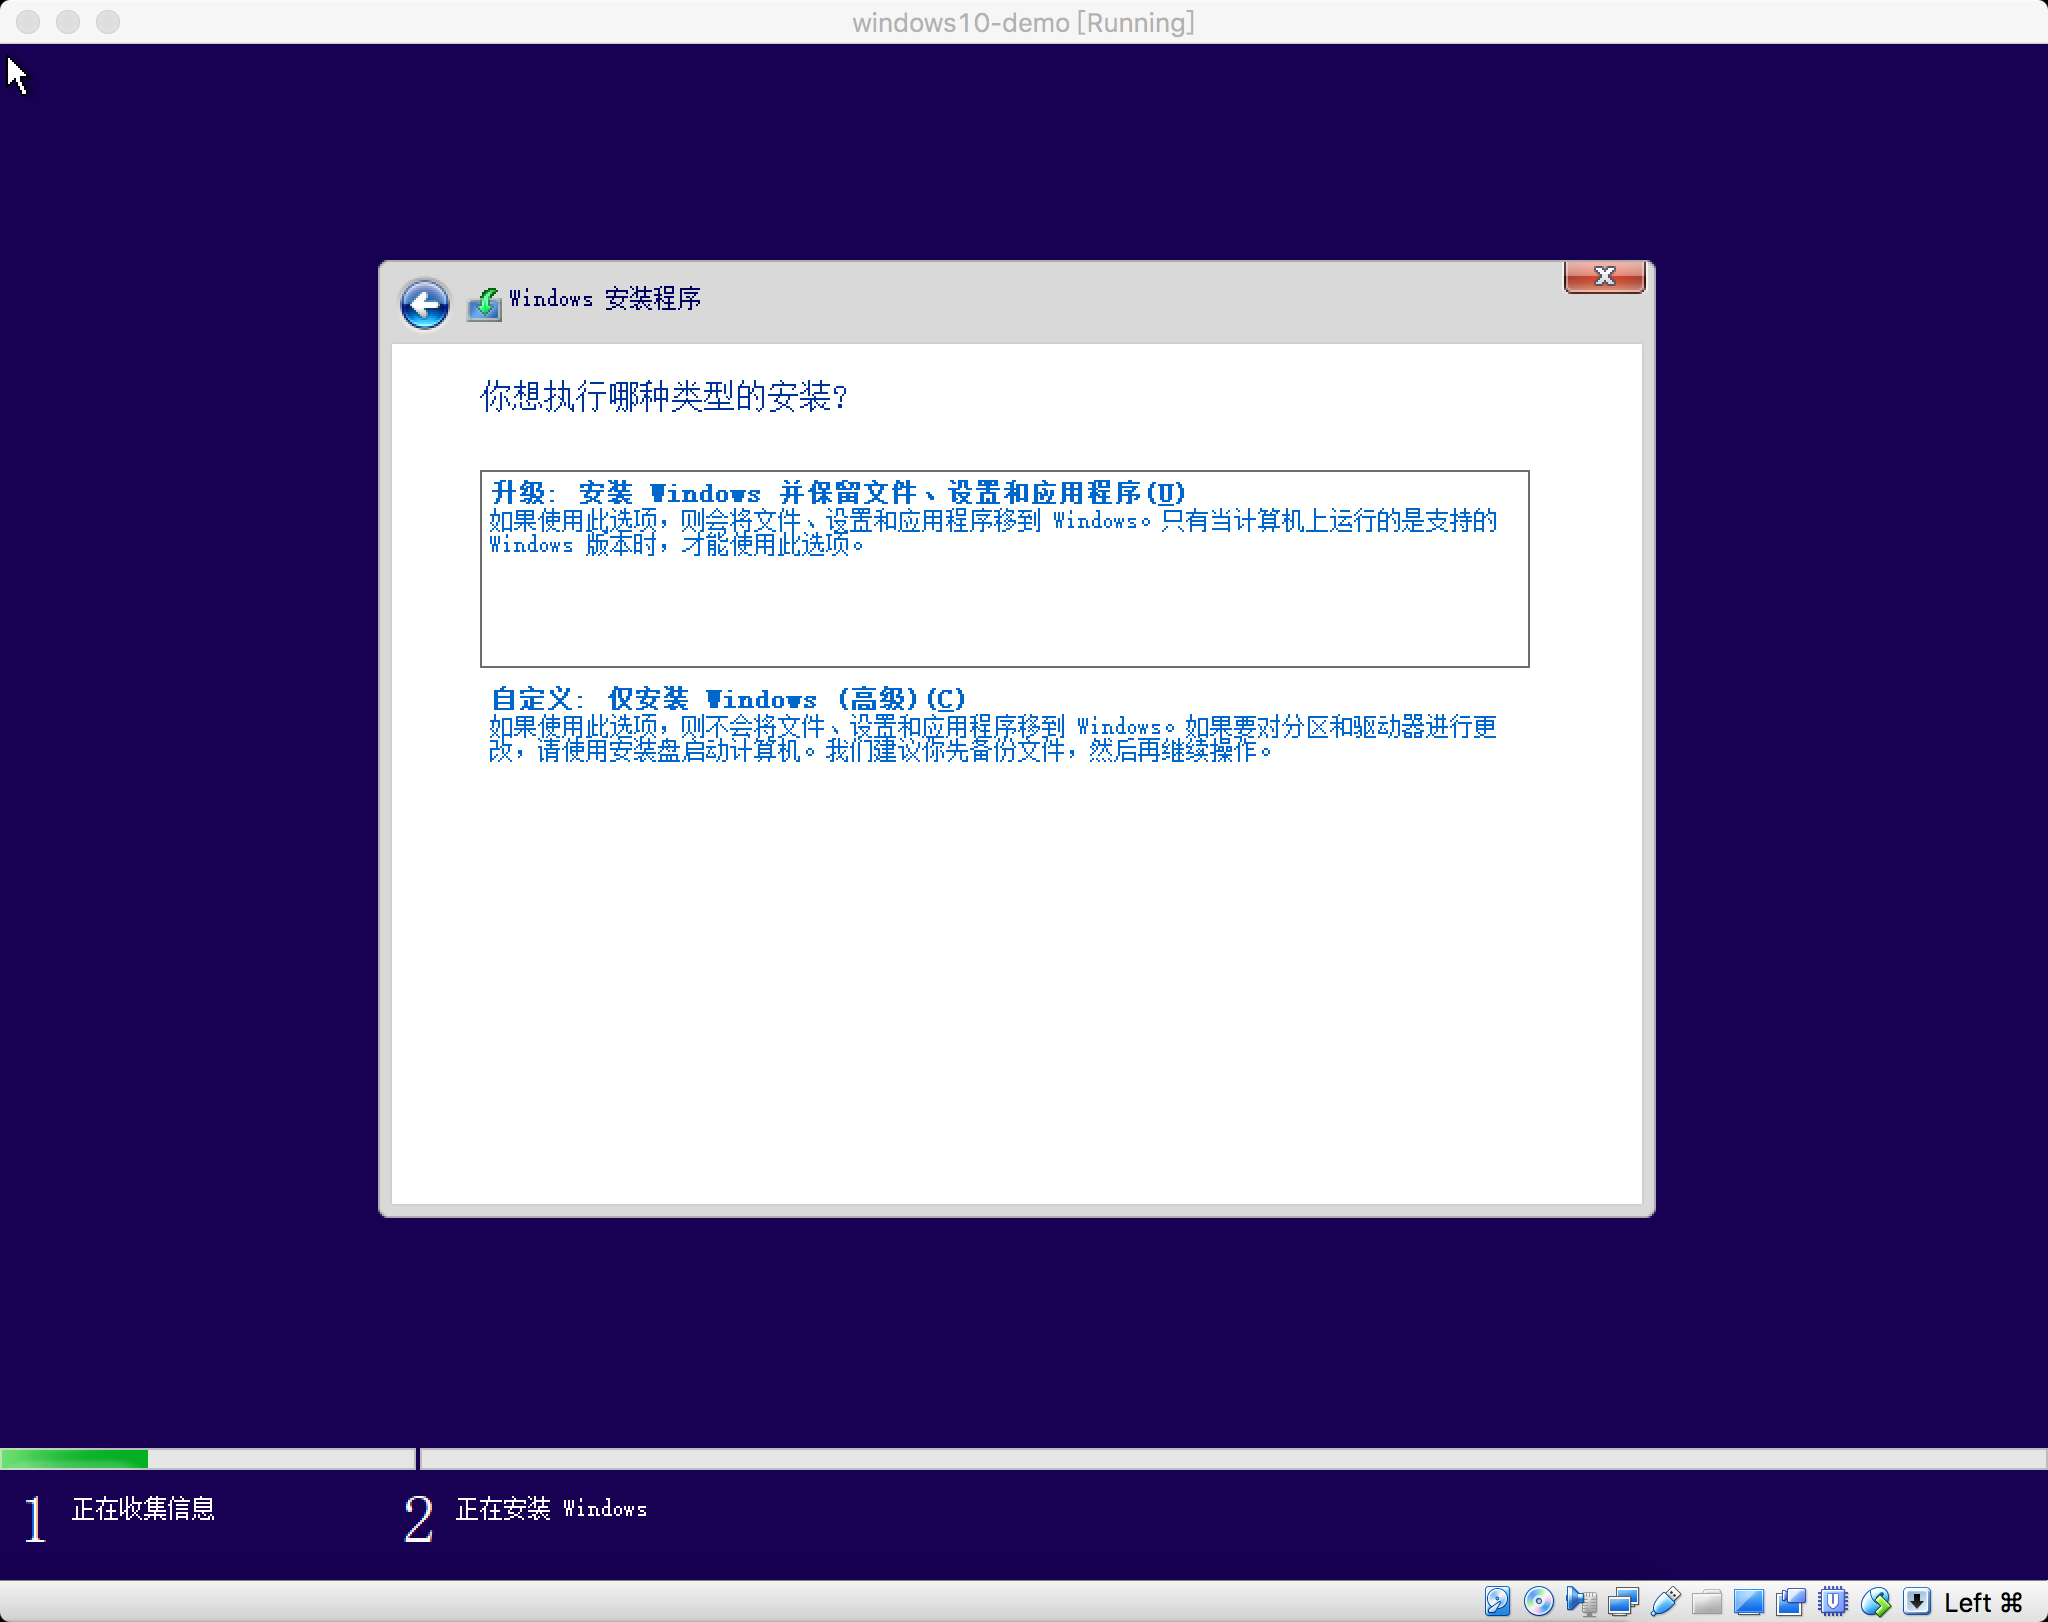 windows10-demo [Running]
Windows 安装程序
你想执行哪种类型的安装?
升级: 安装 Windows 并保留文件、设置和应用程序(U)
如果使用此选项，则会将文件、设置和应用程序移到 Windows。只有当计算机上运行的是支持的
Windows 版本时，才能使用此选项。
自定义: 仅安装 Windows (高级)(C)
如果使用此选项，则不会将文件、设置和应用程序移到 Windows。如果要对分区和驱动器进行更
改，请使用安装盘启动计算机。我们建议你先备份文件，然后再继续操作。
1 正在收集信息
2 正在安装 Windows
Left ⌘